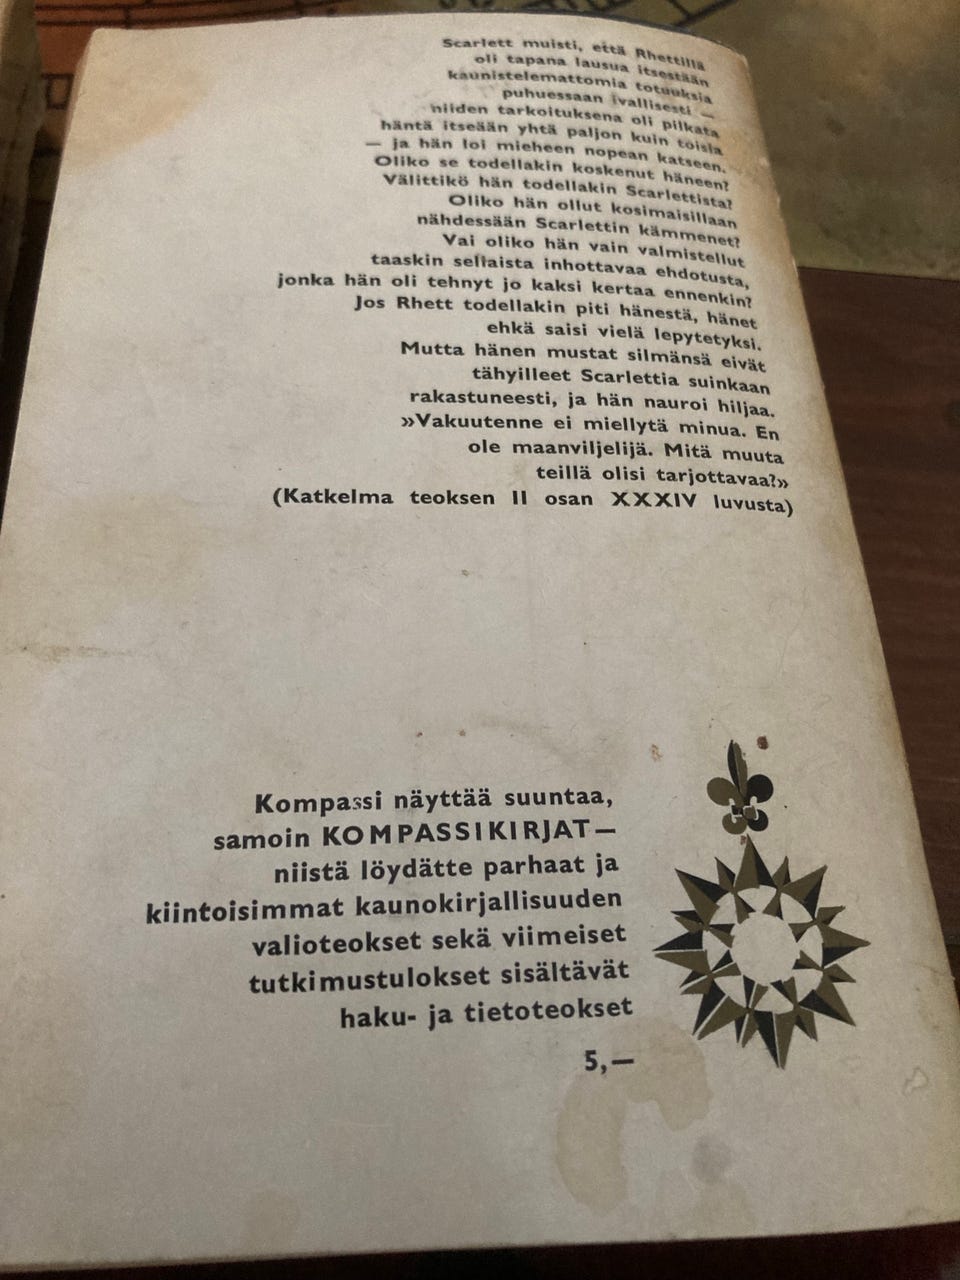 Scarlett muisti, että Rhettillä
oli tapana lausua itsestään
kaunistelemattomia totuuksia
puhuessaan ivallisesti —
niiden tarkoituksena oli pilkata
häntä itseään yhtä paljon kuin toisia
— ja hän loi mieheen nopean katseen.
Oliko se todellakin koskenut häneen?
Välittikö hän todellakin Scarlettista?
Oliko hän ollut kosimaisillaan
nähdessään Scarlettin kämmenet?
Vai oliko hän vain valmistellut
taaskin sellaista inhottavaa ehdotusta,
jonka hän oli tehnyt jo kaksi kertaa ennenkin?
Jos Rhett todellakin piti hänestä, hänet
ehkä saisi vielä lepytetyksi.
Mutta hänen mustat silmänsä eivät
tähyilleet Scarlettia suinkaan
rakastuneesti, ja hän nauroi hiljaa.
»Vakuutenne ei miellytä minua. En
ole maanviljelijä. Mitä muuta
teillä olisi tarjottavaa?»
(Katkelma teoksen II osan XXXIV luvusta)
Kompassi näyttää suuntaa,
samoin KOMPASSIKIRJAT—
niistä löydätte parhaat ja
kiintoisimmat kaunokirjallisuuden
valioteokset sekä viimeiset
tutkimustulokset sisältävät
haku- ja tietoteokset
5,—